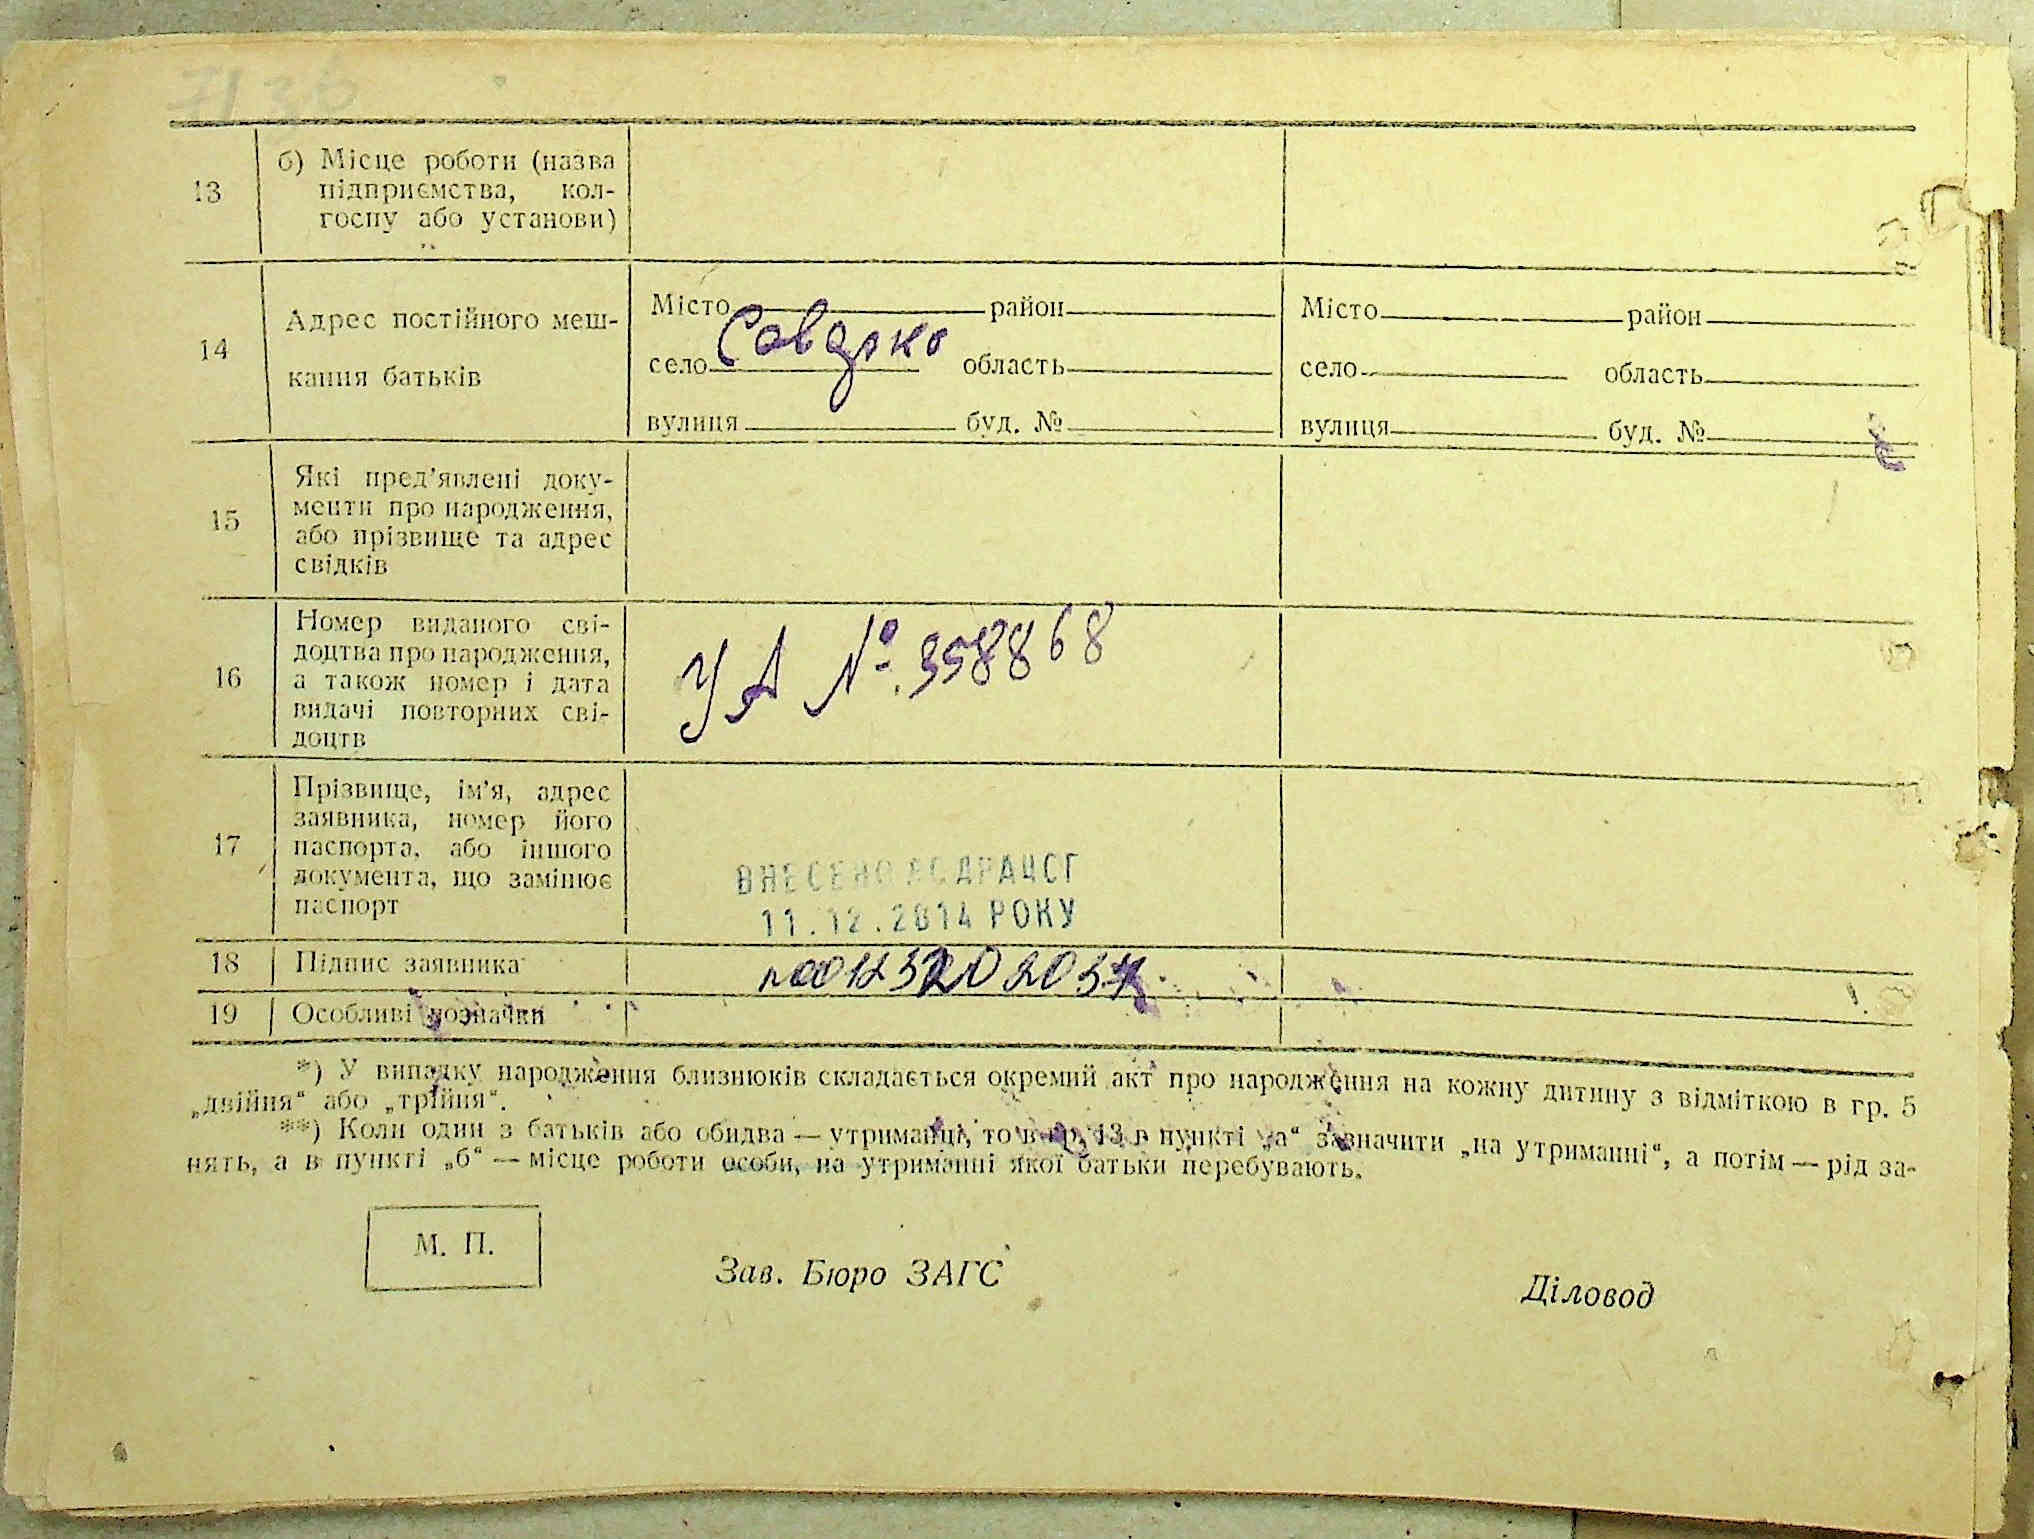 13
б) Місце роботи (назва
підприємства, кол-
госпу або установи)
14
Адрес постійного меш-
кання батьків
Місто район
село область
вулиця буд. №
Місто район
село область
вулиця буд. №
15
Які пред’явлені доку-
менти про народження,
або прізвище та адрес
свідків
16
Номер виданого сві-
доцтва про народження,
а також номер і дата
видачі повторних сві-
доцтв
УА № 358868
17
Прізвище, ім’я, адрес
заявника, номер його
паспорта, або іншого
документа, що замінює
паспорт
ВНЕСЕНО ДРАЦСГ
11.12.2014 РОКУ
18
Підпис заявника
19
Особливі позначки
*) У випадку народження близнюків складається окремий акт про народження на кожну дитину з відміткою в гр. 5
„двійня“ або „трійня“.
**) Коли один з батьків або обидва — утриманці, то в гр. 13 в пункті „а“ зазначити „на утриманні“, а потім — рід за-
нять, а в пункті „б“ — місце роботи особи, на утриманні якої батьки перебувають.
М. П.
Зав. Бюро ЗАГС
Діловод